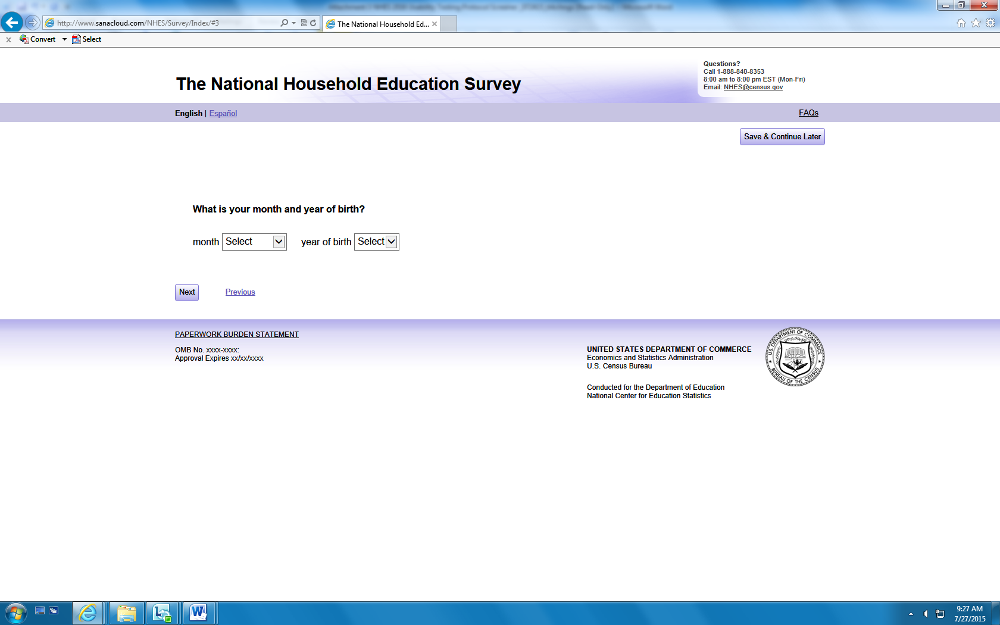 http://www.sanacloud.com/NHES/Survey/Index/#3
The National Household Ed...
Convert
Select
Questions?
Call 1-888-840-8353
8:00 am to 8:00 pm EST (Mon-Fri)
Email: NHES@census.gov
The National Household Education Survey
English | Español
FAQs
Save & Continue Later
What is your month and year of birth?
month Select year of birth Select
Next Previous
PAPERWORK BURDEN STATEMENT
OMB No. xxxx-xxxx:
Approval Expires xx/xx/xxxx
UNITED STATES DEPARTMENT OF COMMERCE
Economics and Statistics Administration
U.S. Census Bureau
Conducted for the Department of Education
National Center for Education Statistics
U.S. DEPARTMENT OF COMMERCE
BUREAU OF THE CENSUS
9:27 AM
7/27/2015